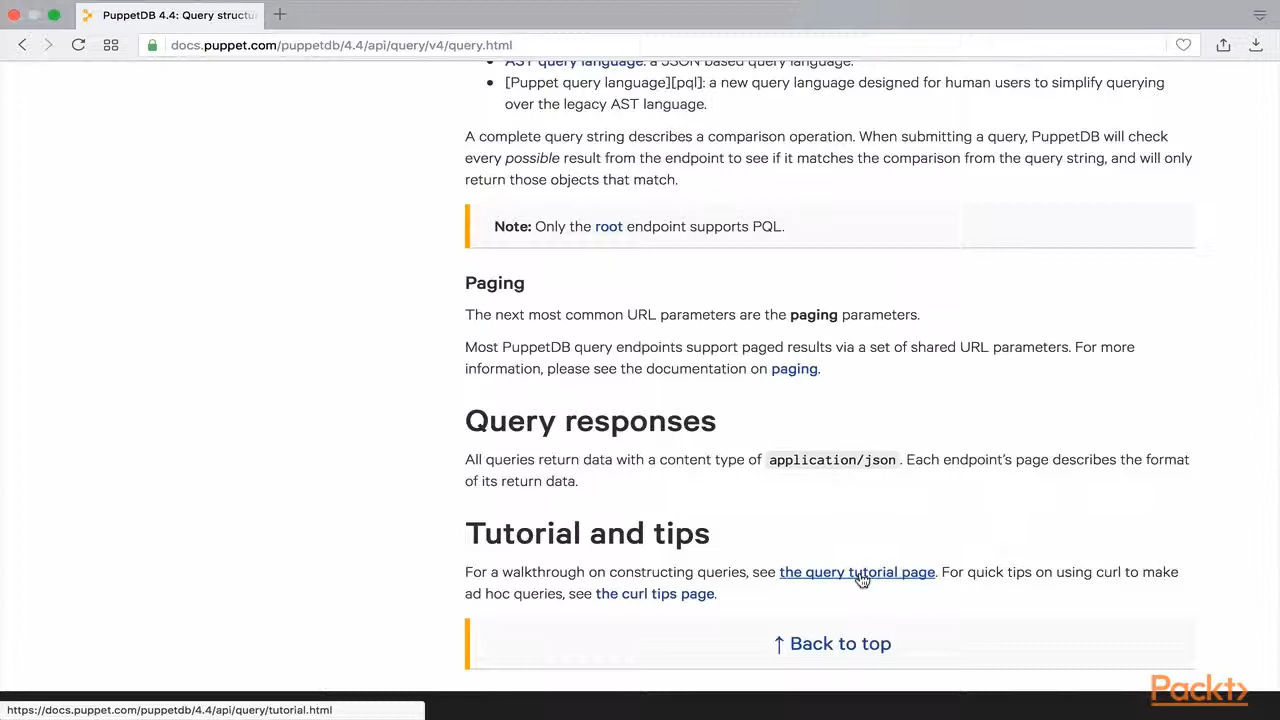 PuppetDB 4.4: Query structu
docs.puppet.com/puppetdb/4.4/api/query/v4/query.html
AST query language: a JSON based query language.
[Puppet query language][pql]: a new query language designed for human users to simplify querying
over the legacy AST language.
A complete query string describes a comparison operation. When submitting a query, PuppetDB will check
every possible result from the endpoint to see if it matches the comparison from the query string, and will only
return those objects that match.
Note: Only the root endpoint supports PQL.
Paging
The next most common URL parameters are the paging parameters.
Most PuppetDB query endpoints support paged results via a set of shared URL parameters. For more
information, please see the documentation on paging.
Query responses
All queries return data with a content type of application/json. Each endpoint's page describes the format
of its return data.
Tutorial and tips
For a walkthrough on constructing queries, see the query tutorial page. For quick tips on using curl to make
ad hoc queries, see the curl tips page.
↑ Back to top
Packt>
https://docs.puppet.com/puppetdb/4.4/api/query/tutorial.html